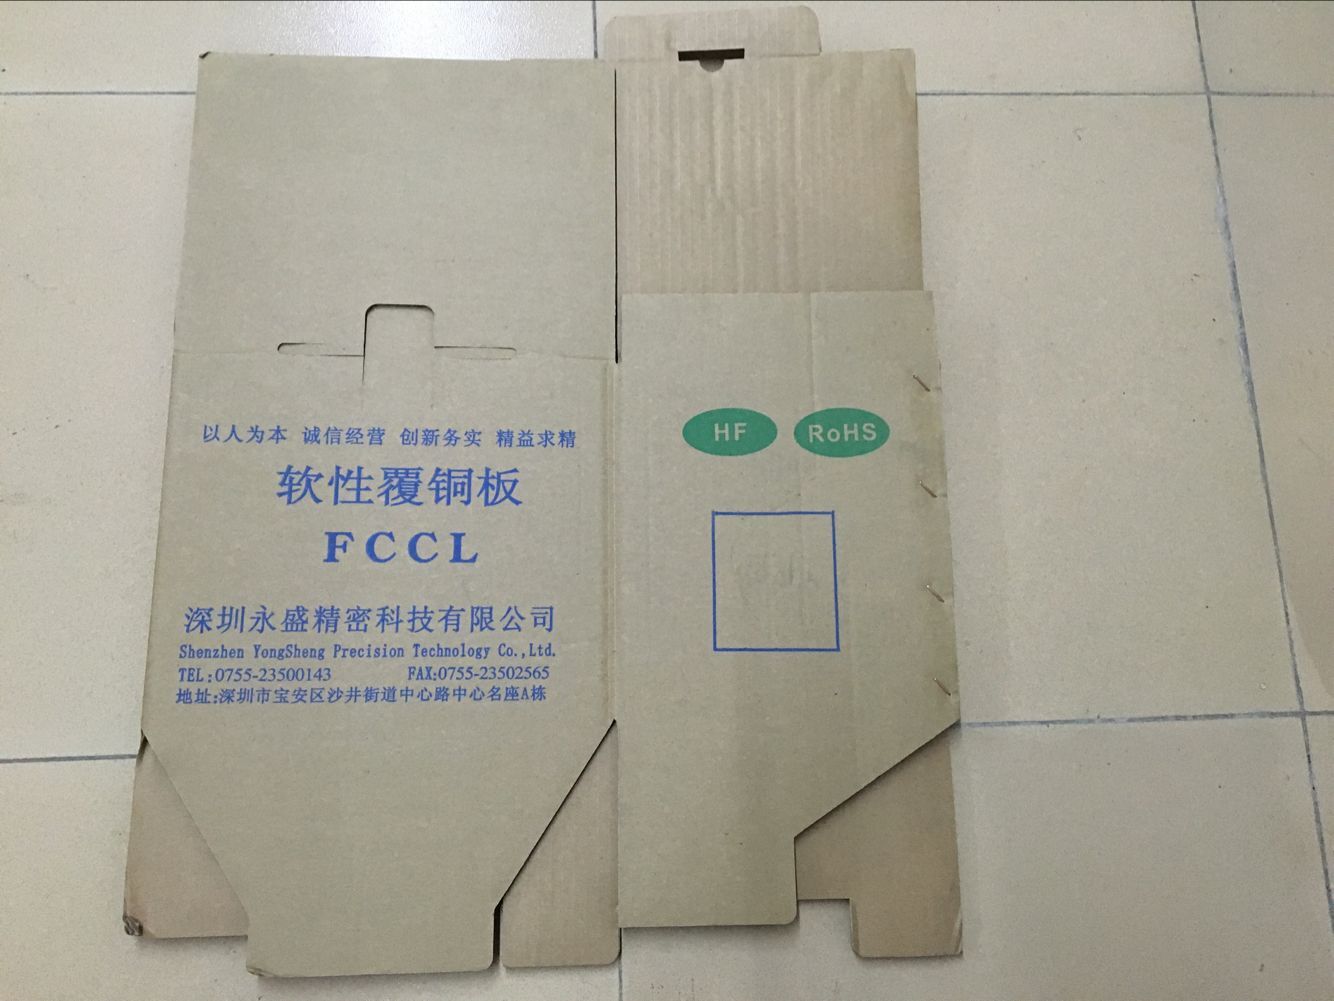 以人为本 诚信经营 创新务实 精益求精
软性覆铜板
FCCL
深圳永盛精密科技有限公司
Shenzhen YongSheng Precision Technology Co.,Ltd.
TEL:0755-23500143 FAX:0755-23502565
地址:深圳市宝安区沙井街道中心路中心名座A栋
HF RoHS